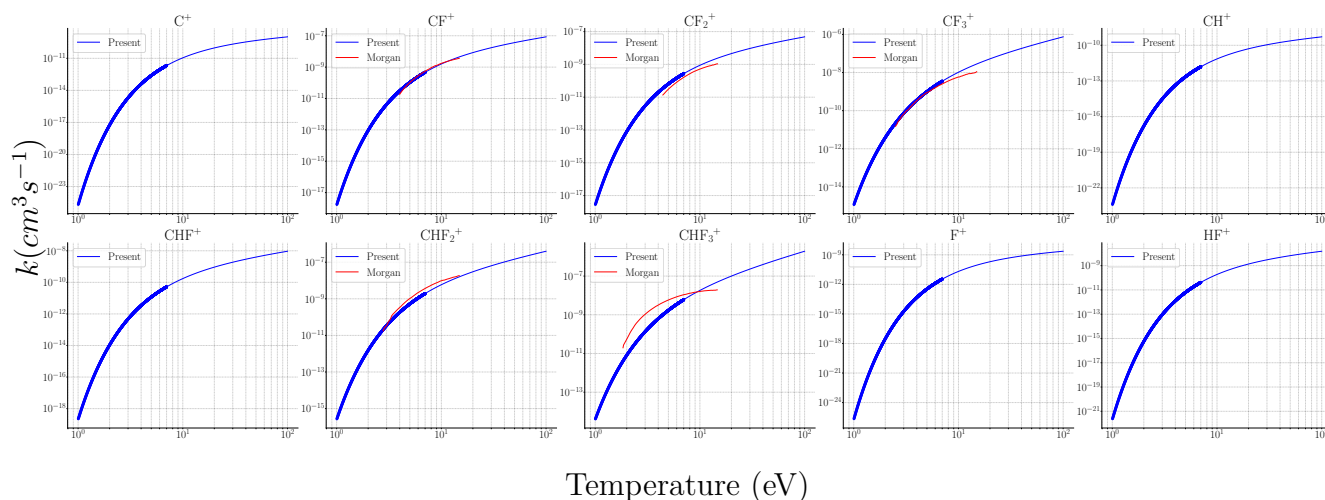 C⁺
Present
10⁻¹¹
10⁻¹⁴
10⁻¹⁷
10⁻²⁰
10⁻²³
10⁰ 10¹ 10²
CF⁺
Present
Morgan
10⁻⁷
10⁻⁹
10⁻¹¹
10⁻¹³
10⁻¹⁵
10⁻¹⁷
10⁰ 10¹ 10²
CF₂⁺
Present
Morgan
10⁻⁷
10⁻⁹
10⁻¹¹
10⁻¹³
10⁻¹⁵
10⁻¹⁷
10⁰ 10¹ 10²
CF₃⁺
Present
Morgan
10⁻⁶
10⁻⁸
10⁻¹⁰
10⁻¹²
10⁻¹⁴
10⁰ 10¹ 10²
CH⁺
Present
10⁻¹⁰
10⁻¹³
10⁻¹⁶
10⁻¹⁹
10⁻²²
10⁰ 10¹ 10²
k(cm³s⁻¹)
CHF⁺
Present
10⁻⁸
10⁻¹⁰
10⁻¹²
10⁻¹⁴
10⁻¹⁶
10⁻¹⁸
10⁰ 10¹ 10²
CHF₂⁺
Present
Morgan
10⁻⁷
10⁻⁹
10⁻¹¹
10⁻¹³
10⁻¹⁵
10⁰ 10¹ 10²
CHF₃⁺
Present
Morgan
10⁻⁷
10⁻⁹
10⁻¹¹
10⁻¹³
10⁰ 10¹ 10²
F⁺
Present
10⁻⁹
10⁻¹²
10⁻¹⁵
10⁻¹⁸
10⁻²¹
10⁻²⁴
10⁰ 10¹ 10²
HF⁺
Present
10⁻⁹
10⁻¹¹
10⁻¹³
10⁻¹⁵
10⁻¹⁷
10⁻¹⁹
10⁻²¹
10⁰ 10¹ 10²
Temperature (eV)